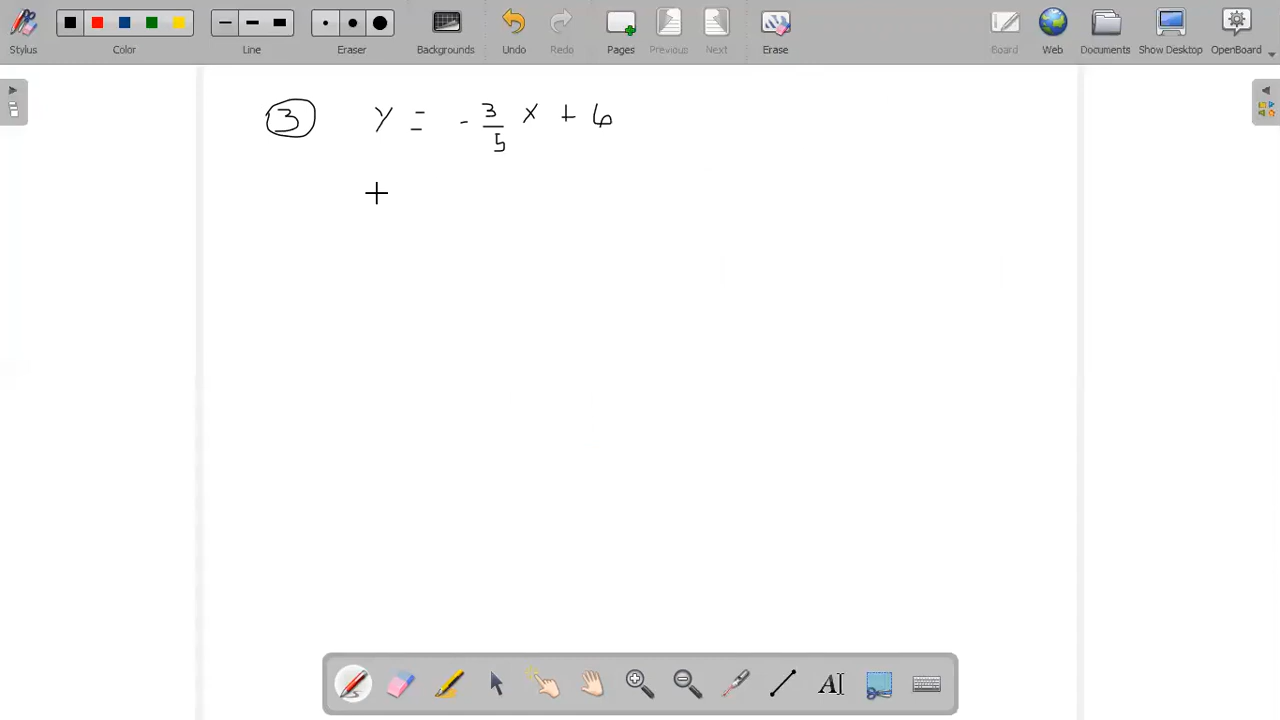 Stylus Color Line Eraser Backgrounds Undo Redo Pages Previous Next Erase Board Web Documents Show Desktop OpenBoard
③ y = - 3/5 x + 6
AI